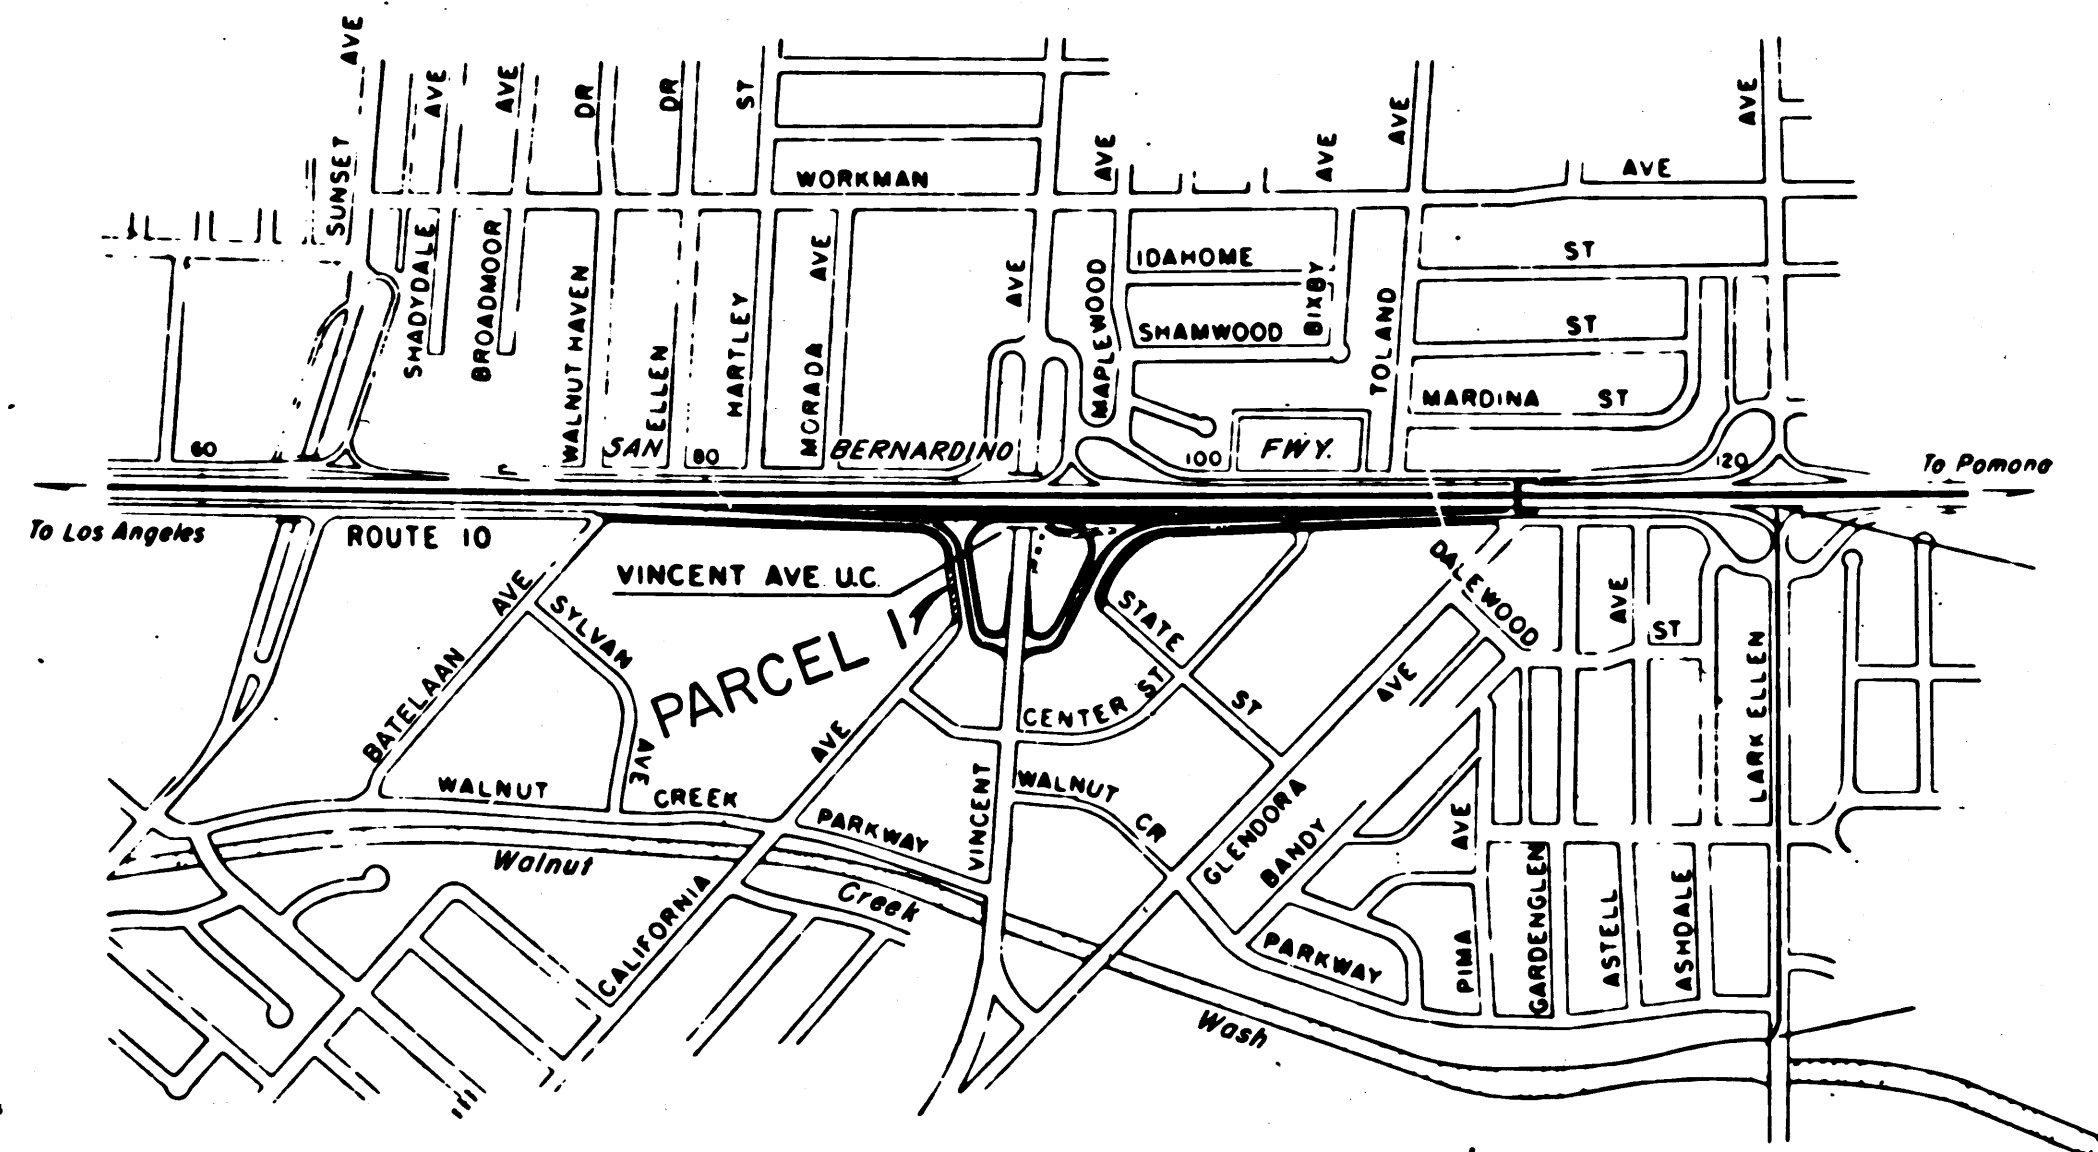 SUNSET AVE
SHADYDALE AVE
BROADMOOR AVE
WALNUT HAVEN DR
ELLEN DR
HARTLEY ST
MORADA AVE
WORKMAN AVE
AVE
MAPLEWOOD AVE
IDAHOME ST
SHAMWOOD ST
BIXBY AVE
TOLAND AVE
MARDINA ST
AVE
60
SAN BERNARDINO FWY.
80
100
120
To Pomona
To Los Angeles
ROUTE 10
VINCENT AVE. U.C.
PARCEL 1
BATELAAN AVE
SYLVAN AVE
STATE ST
CENTER ST
DALEWOOD ST
AVE
AVE
LARK ELLEN
WALNUT CREEK PARKWAY
CALIFORNIA AVE
VINCENT
WALNUT CR PARKWAY
GLENDORA
BANDY
PIMA AVE
GARDENGLEN
ASTELL
ASHDALE
Walnut Creek Wash